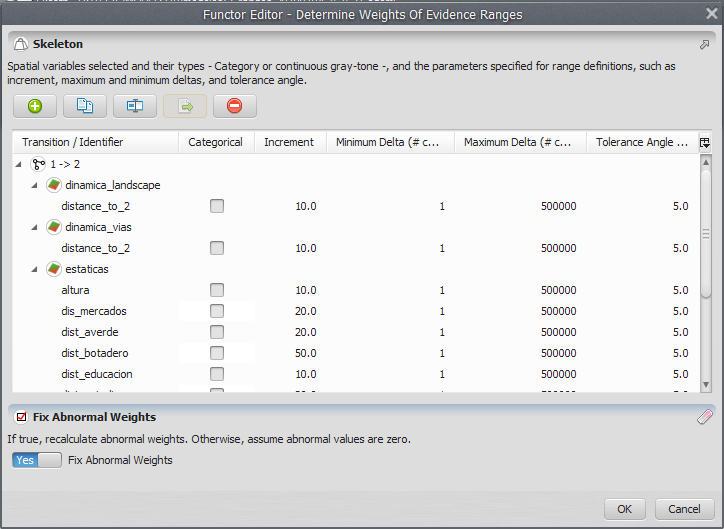 Functor Editor - Determine Weights Of Evidence Ranges
Skeleton
Spatial variables selected and their types - Category or continuous gray-tone -, and the parameters specified for range definitions, such as
increment, maximum and minimum deltas, and tolerance angle.
Transition / Identifier Categorical Increment Minimum Delta (# c... Maximum Delta (# c... Tolerance Angle ...
1 -> 2
dinamica_landscape
distance_to_2 10.0 1 500000 5.0
dinamica_vias
distance_to_2 10.0 1 500000 5.0
estaticas
altura 10.0 1 500000 5.0
dis_mercados 20.0 1 500000 5.0
dist_averde 20.0 1 500000 5.0
dist_botadero 50.0 1 500000 5.0
dist_educacion 10.0 1 500000 5.0
Fix Abnormal Weights
If true, recalculate abnormal weights. Otherwise, assume abnormal values are zero.
Yes Fix Abnormal Weights
OK Cancel